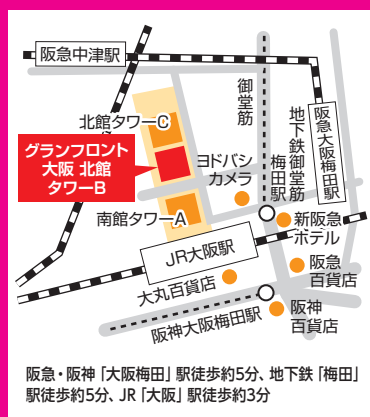 阪急中津駅
北館タワーC
グランフロント
大阪 北館
タワーB
南館タワーA
御堂筋
ヨドバシ
カメラ
地下鉄御堂筋
梅田駅
阪急大阪梅田駅
新阪急
ホテル
JR大阪駅
阪急
百貨店
大丸百貨店
阪神大阪梅田駅
阪神
百貨店
阪急・阪神「大阪梅田」駅徒歩約5分、地下鉄「梅田」
駅徒歩約5分、JR「大阪」駅徒歩約3分